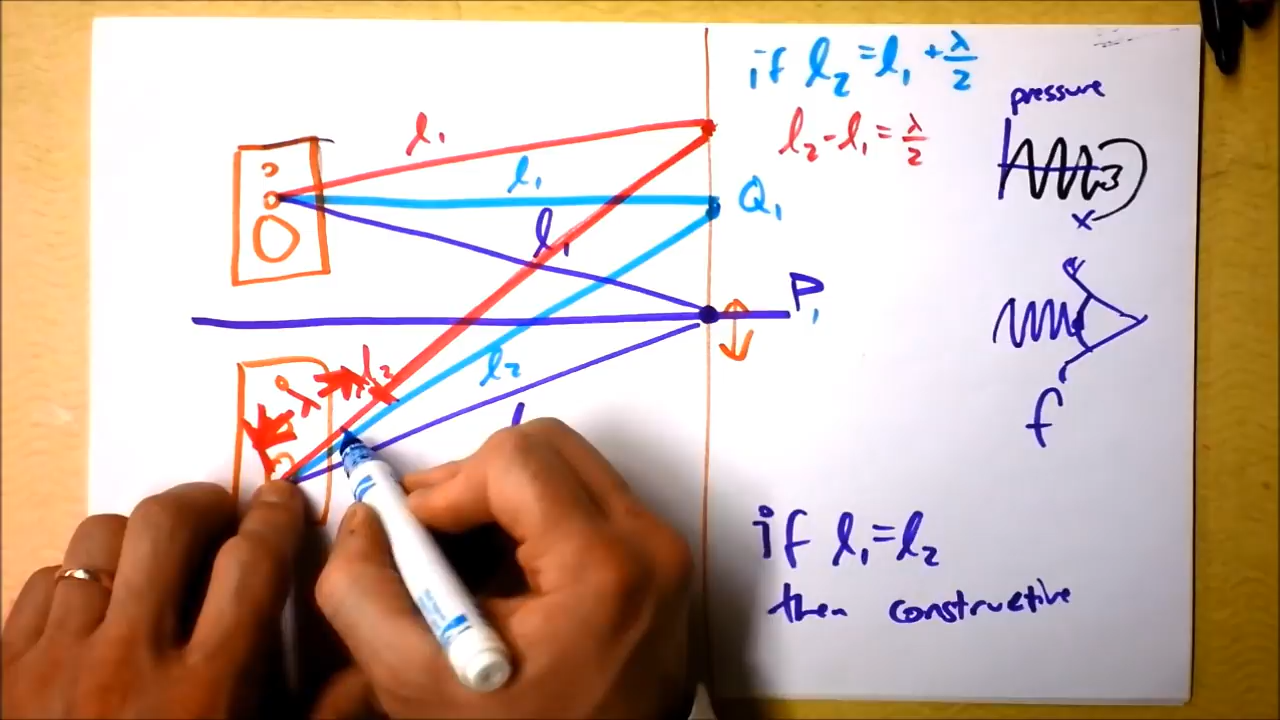 if l₂ = l₁ + λ/2
l₂ - l₁ = λ/2
pressure
x
l₁
l₁
Q₁
l₁
P₁
l₂
l₂
λ
f
if l₁ = l₂
then constructive